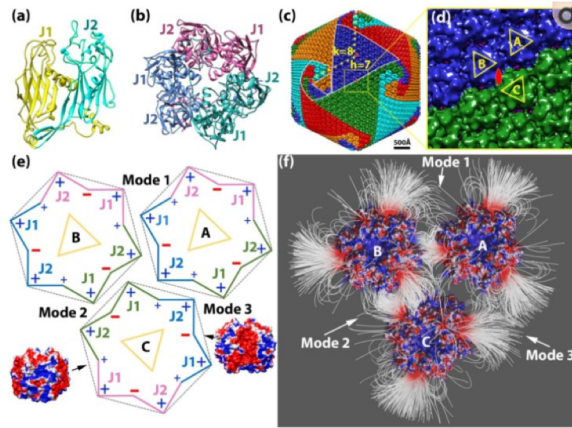 (a)
J1
J2
(b)
J2
J1
J2
J2
J1
J1
(c)
k=8
h=7
500Å
(d)
A
B
C
(e)
Mode 1
+
J2
J1
+
+
-
+
J1
-
B
J2
J2
-
+
J1
+
+
J2
J1
+
+
-
+
J1
-
A
J2
J2
-
+
J1
+
Mode 2
+
J1
J2
+
-
Mode 3
+
J2
-
C
J1
J1
-
+
J2
+
(f)
Mode 1
B
A
Mode 2
C
Mode 3